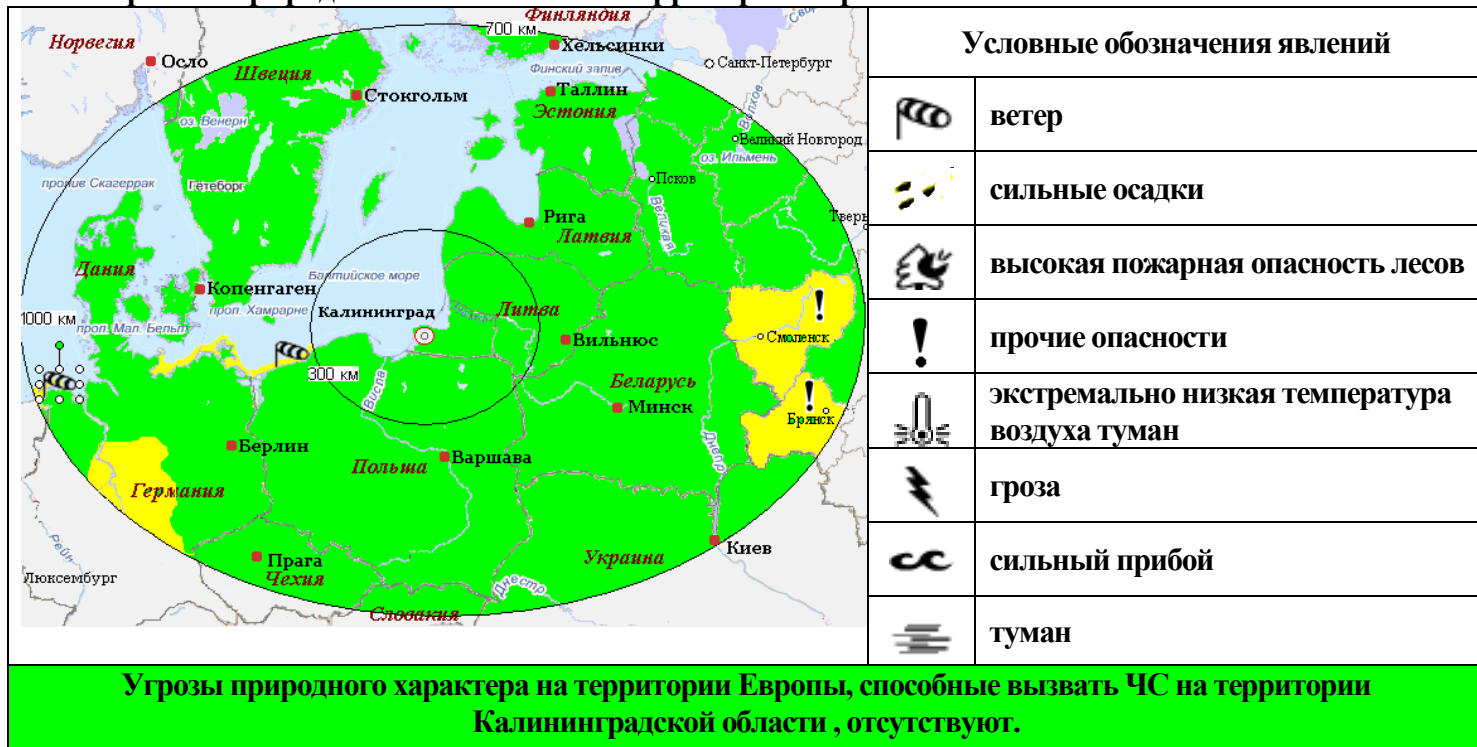 700 км
Финляндия
Норвегия
Осло
Хельсинки
Санкт-Петербург
Швеция
Финский залив
Стокгольм
Таллин
Эстония
Волхов
оз. Венерн
Великий Новгород
оз. Ильмень
пролив Скагеррак
Гётеборг
Псков
Великая
Рига
Тверь
Латвия
Дания
Балтийское море
Копенгаген
прол. Хамрарне
Калининград
Литва
1000 км
прол. Мал. Бельт
Смоленск
Вильнюс
300 км
Висла
Беларусь
Минск
Брянск
Днепр
Берлин
Польша
Варшава
Германия
Рейн
Прага
Чехия
Украина
Киев
Люксембург
Днестр
Словакия
Условные обозначения явлений
ветер
сильные осадки
высокая пожарная опасность лесов
прочие опасности
экстремально низкая температура
воздуха туман
гроза
сильный прибой
туман
Угрозы природного характера на территории Европы, способные вызвать ЧС на территории
Калининградской области , отсутствуют.